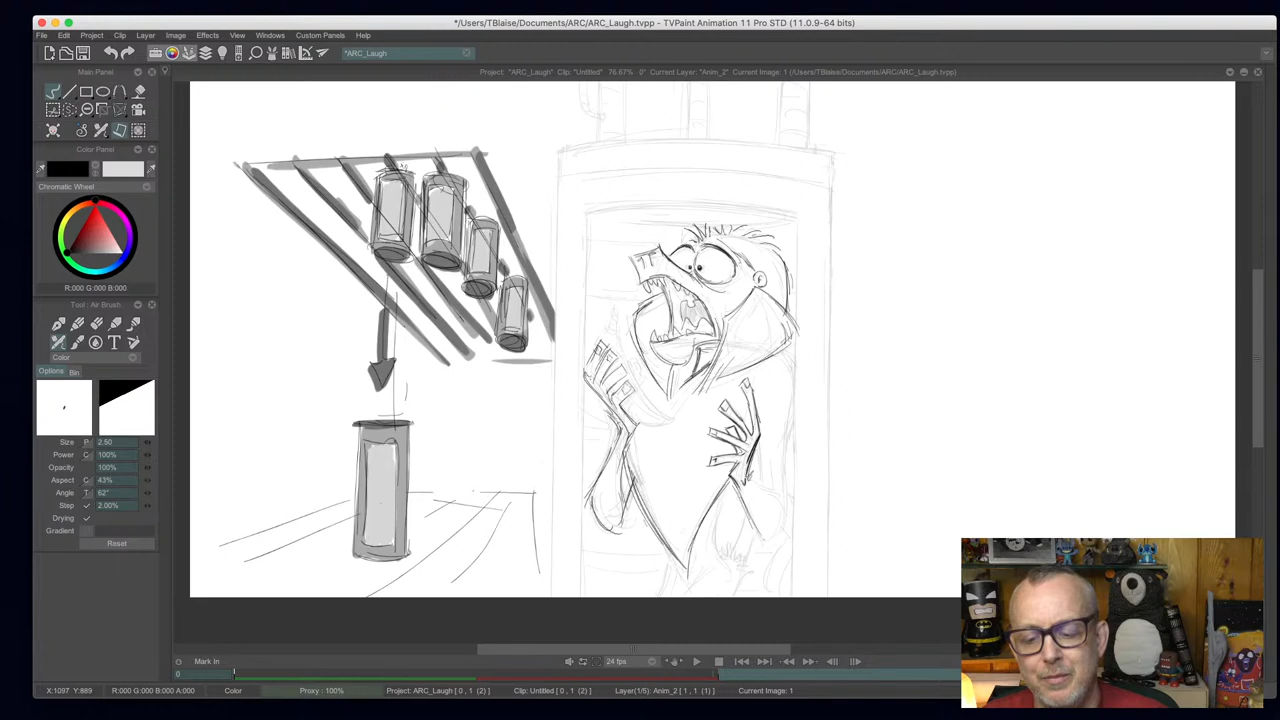 */Users/TBlaise/Documents/ARC/ARC_Laugh.tvpp - TVPaint Animation 11 Pro STD (11.0.9-64 bits)
File Edit Project Clip Layer Image Effects View Windows Custom Panels Help
*ARC_Laugh
Main Panel
Project: "ARC_Laugh" Clip: "Untitled" 76.67% 0° Current Layer: "Anim_2" Current Image: 1 (/Users/TBlaise/Documents/ARC/ARC_Laugh.tvpp)
Color Panel
Chromatic Wheel
R:000 G:000 B:000
Tool : Air Brush
Color
Options Bin
Size P 2.50
Power C 100%
Opacity 100%
Aspect C 43%
Angle T 62°
Step 2.00%
Drying
Gradient
Reset
Mark In
24 fps
0
X:1097 Y:889 R:000 G:000 B:000 A:000 Color Proxy : 100% Project: ARC_Laugh [ 0 , 1 (2) ] Clip: Untitled [ 0 , 1 (2) ] Layer(1/5): Anim_2 [ 1 , 1 (1) ] Current Image: 1